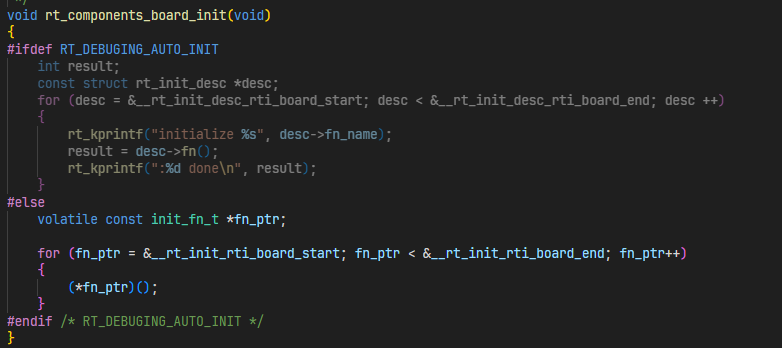 */
void rt_components_board_init(void)
{
#ifdef RT_DEBUGING_AUTO_INIT
    int result;
    const struct rt_init_desc *desc;
    for (desc = &__rt_init_desc_rti_board_start; desc < &__rt_init_desc_rti_board_end; desc ++)
    {
        rt_kprintf("initialize %s", desc->fn_name);
        result = desc->fn();
        rt_kprintf(":%d done\n", result);
    }
#else
    volatile const init_fn_t *fn_ptr;

    for (fn_ptr = &__rt_init_rti_board_start; fn_ptr < &__rt_init_rti_board_end; fn_ptr++)
    {
        (*fn_ptr)();
    }
#endif /* RT_DEBUGING_AUTO_INIT */
}